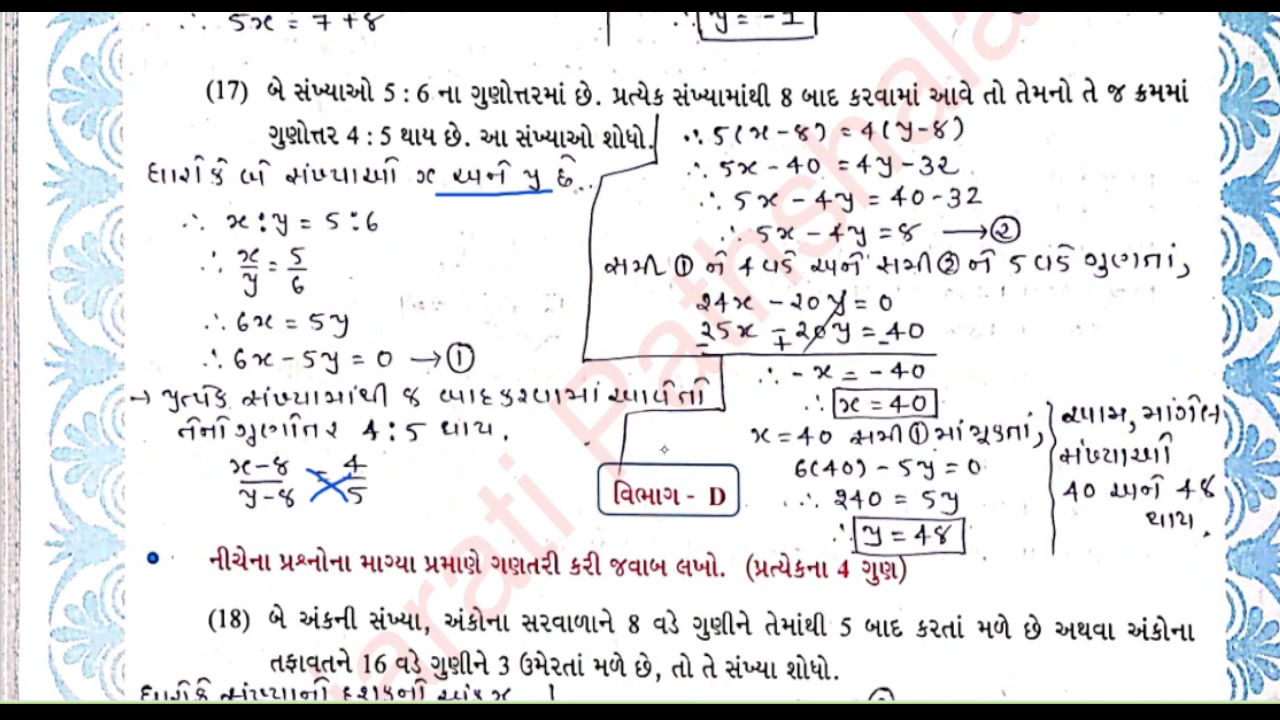 ∴ 5x = 7+8
∴ y = -1
(17) બે સંખ્યાઓ 5 : 6 ના ગુણોત્તરમાં છે. પ્રત્યેક સંખ્યામાંથી 8 બાદ કરવામાં આવે તો તેમનો તે જ ક્રમમાં
ગુણોત્તર 4 : 5 થાય છે. આ સંખ્યાઓ શોધો.
ધારોકે બે સંખ્યાઓ x અને y છે.
∴ x:y = 5:6
∴ x/y = 5/6
∴ 6x = 5y
∴ 6x - 5y = 0 → ①
→ પ્રત્યેક સંખ્યામાંથી 8 બાદ કરવામાં આવે તો
તેનો ગુણોત્તર 4:5 થાય.
x-8/y-8 = 4/5
∴ 5(x-8) = 4(y-8)
∴ 5x - 40 = 4y - 32
∴ 5x - 4y = 40 - 32
∴ 5x - 4y = 8 → ②
સમી ① ને 4 વડે અને સમી ② ને 5 વડે ગુણતાં,
24x - 20y = 0
25x - 20y = 40
- + -
∴ -x = -40
∴ x = 40
x = 40 સમી ① માં મૂકતાં,
6(40) - 5y = 0
∴ 240 = 5y
∴ y = 48
આમ, માંગેલ
સંખ્યાઓ
40 અને 48
થાય.
વિભાગ - D
• નીચેના પ્રશ્નોના માગ્યા પ્રમાણે ગણતરી કરી જવાબ લખો. (પ્રત્યેકના 4 ગુણ)
(18) બે અંકની સંખ્યા, અંકોના સરવાળાને 8 વડે ગુણીને તેમાંથી 5 બાદ કરતાં મળે છે અથવા અંકોના
તફાવતને 16 વડે ગુણીને 3 ઉમેરતાં મળે છે, તો તે સંખ્યા શોધો.
ધારોકે સંખ્યાનો દશકનો અંક x